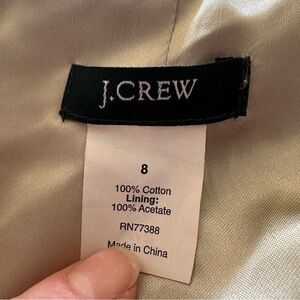 J.CREW
8
100% Cotton
Lining:
100% Acetate
RN77388
Made in China